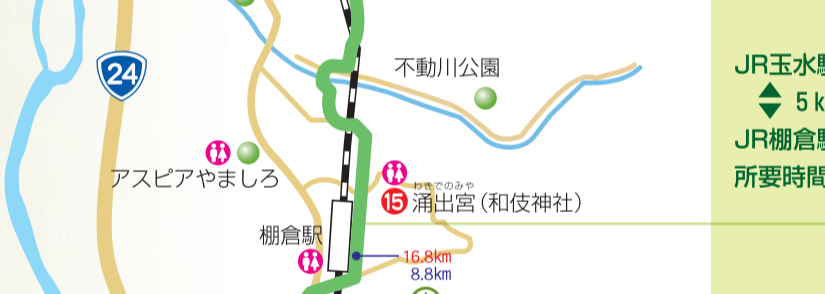 24
不動川公園
アスピアやましろ
わきでのみや
15 涌出宮(和伎神社)
棚倉駅
16.8km
8.8km
JR玉水駅
5k
JR棚倉駅
所要時間